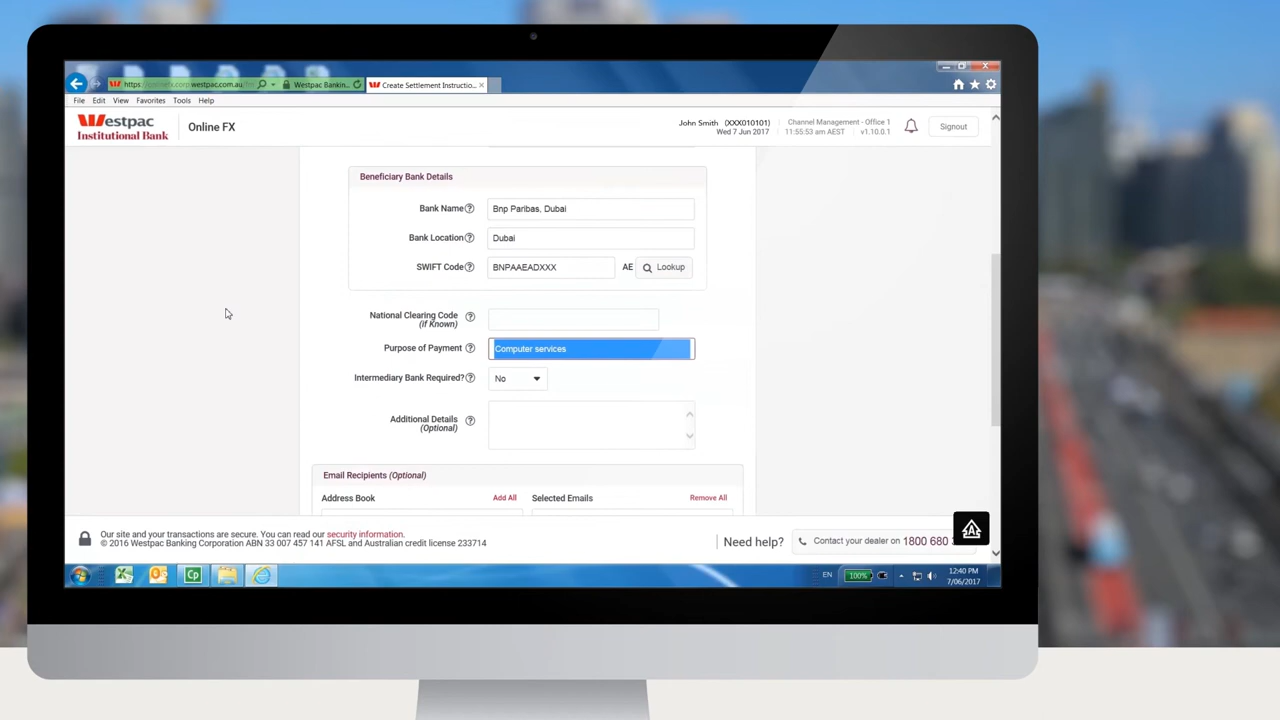 https://
westpac.com.au
Westpac Bankin...
Create Settlement Instructio...
File Edit View Favorites Tools Help
Westpac
Institutional Bank
Online FX
John Smith (XXX010101)
Wed 7 Jun 2017
Channel Management - Office 1
11:55:53 am AEST v1.10.0.1
Signout
Beneficiary Bank Details
Bank Name ?
Bnp Paribas, Dubai
Bank Location ?
Dubai
SWIFT Code ?
BNPAAEADXXX
AE
Lookup
National Clearing Code
(if Known) ?
Purpose of Payment ?
Computer services
Intermediary Bank Required? ?
No
Additional Details
(Optional) ?
Email Recipients (Optional)
Address Book Add All
Selected Emails Remove All
Our site and your transactions are secure. You can read our security information.
© 2016 Westpac Banking Corporation ABN 33 007 457 141 AFSL and Australian credit license 233714
Need help?
Contact your dealer on 1800 680
A
Cp
EN
100%
12:40 PM
7/06/2017